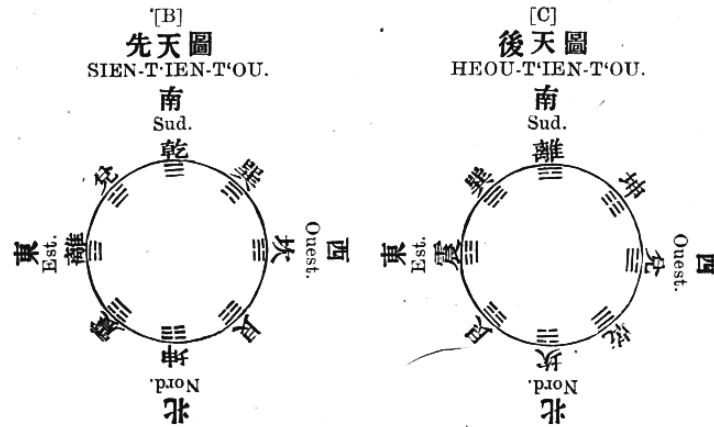 [B]
先天圖
SIEN-T‘IEN-T‘OU.
南
Sud.
乾
兌
巽
東
Est.
離
坎
Ouest.
西
震
艮
坤
Nord.
北
[C]
後天圖
HEOU-T‘IEN-T‘OU.
南
Sud.
離
巽
坤
東
Est.
震
兌
Ouest.
西
艮
乾
坎
Nord.
北